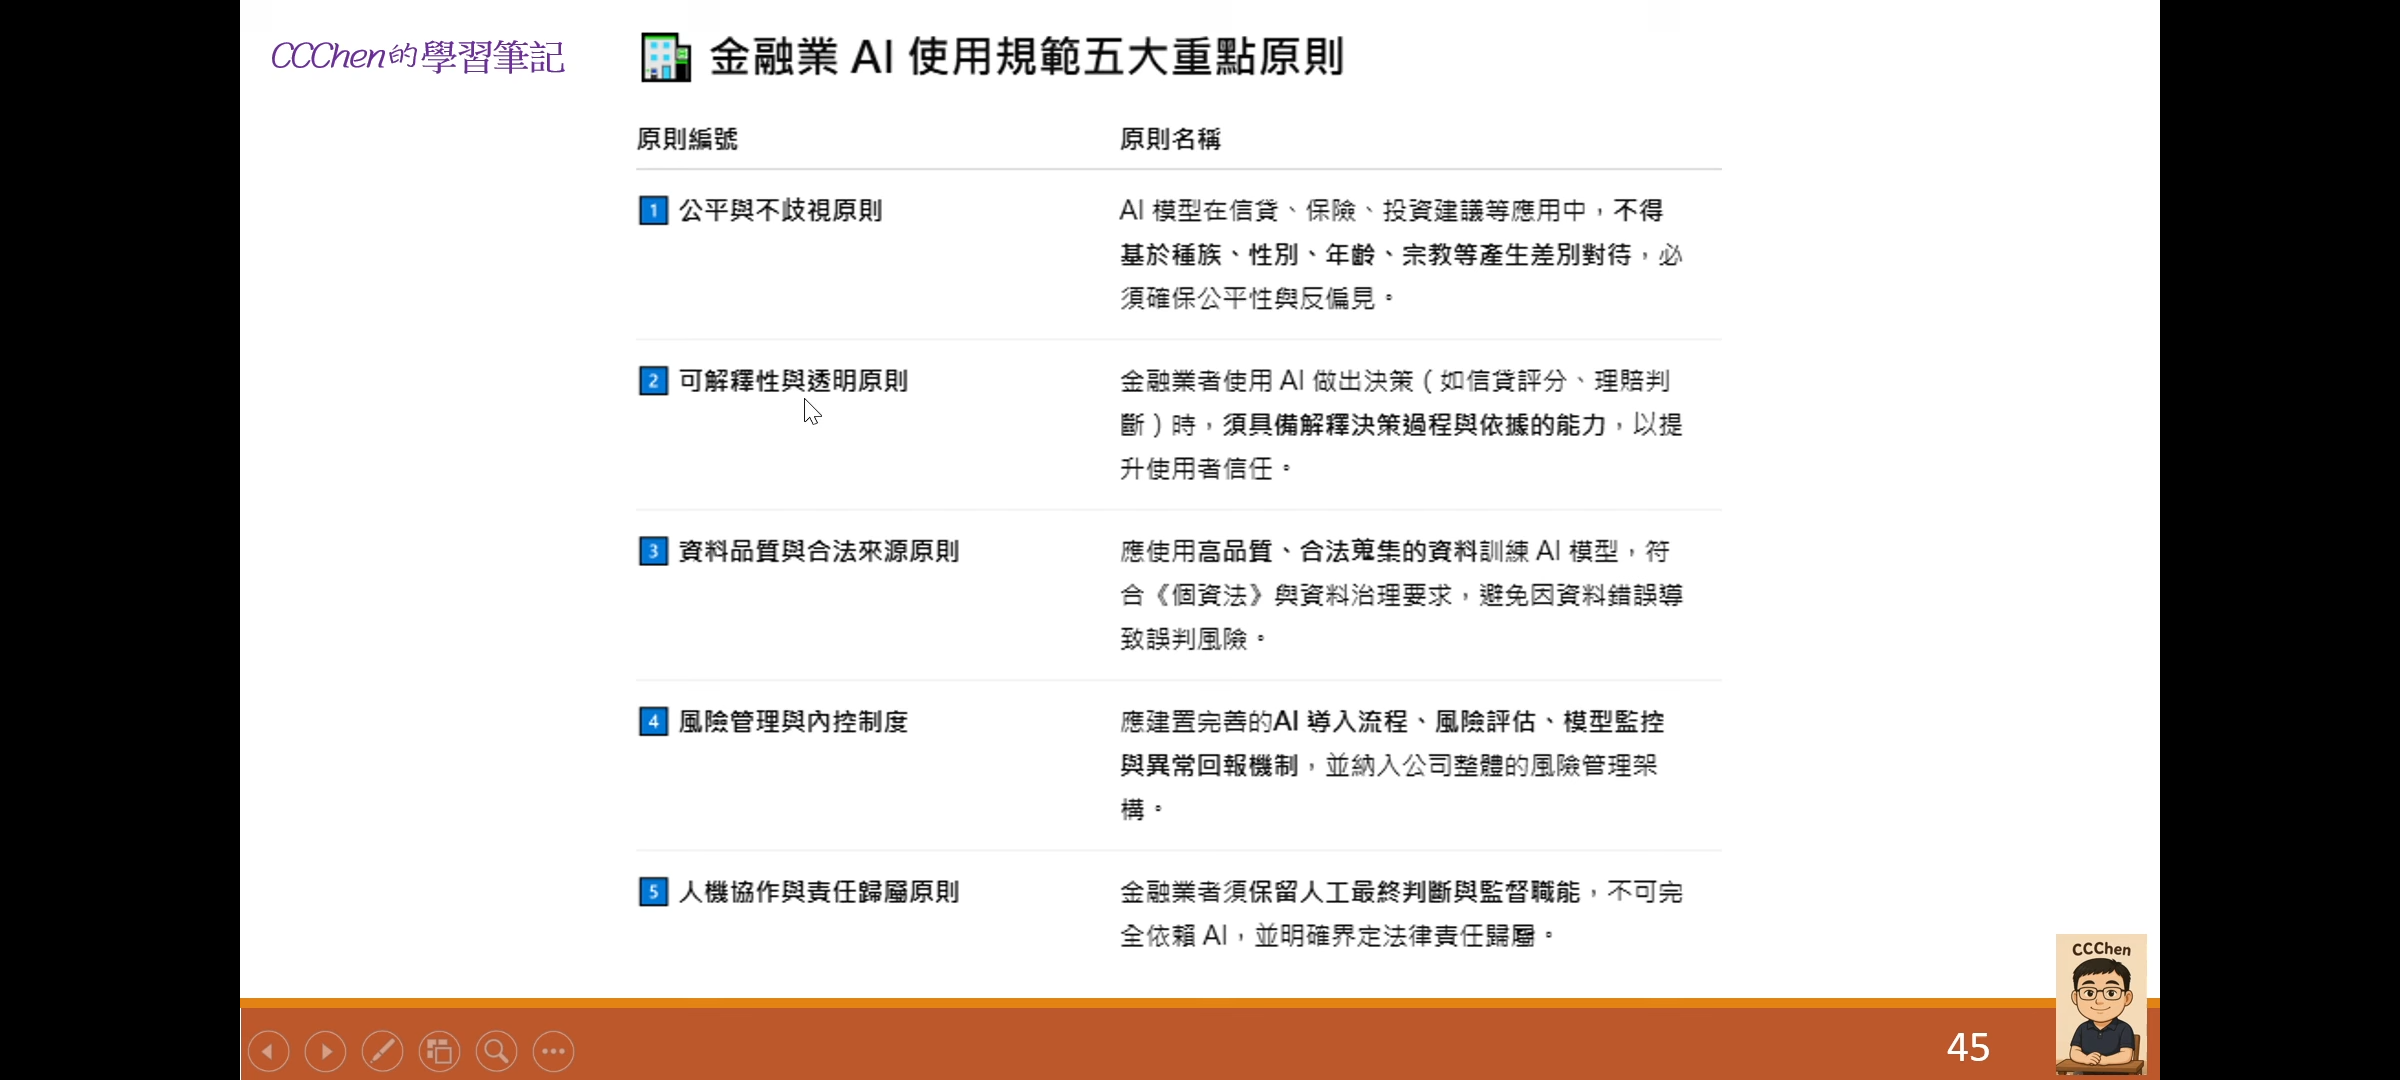 CCChen的學習筆記
金融業 AI 使用規範五大重點原則
原則編號
原則名稱
1 公平與不歧視原則
AI 模型在信貸、保險、投資建議等應用中，不得
基於種族、性別、年齡、宗教等產生差別對待，必
須確保公平性與反偏見。
2 可解釋性與透明原則
金融業者使用 AI 做出決策（如信貸評分、理賠判
斷）時，須具備解釋決策過程與依據的能力，以提
升使用者信任。
3 資料品質與合法來源原則
應使用高品質、合法蒐集的資料訓練 AI 模型，符
合《個資法》與資料治理要求，避免因資料錯誤導
致誤判風險。
4 風險管理與內控制度
應建置完善的AI 導入流程、風險評估、模型監控
與異常回報機制，並納入公司整體的風險管理架
構。
5 人機協作與責任歸屬原則
金融業者須保留人工最終判斷與監督職能，不可完
全依賴 AI，並明確界定法律責任歸屬。
CCChen
45